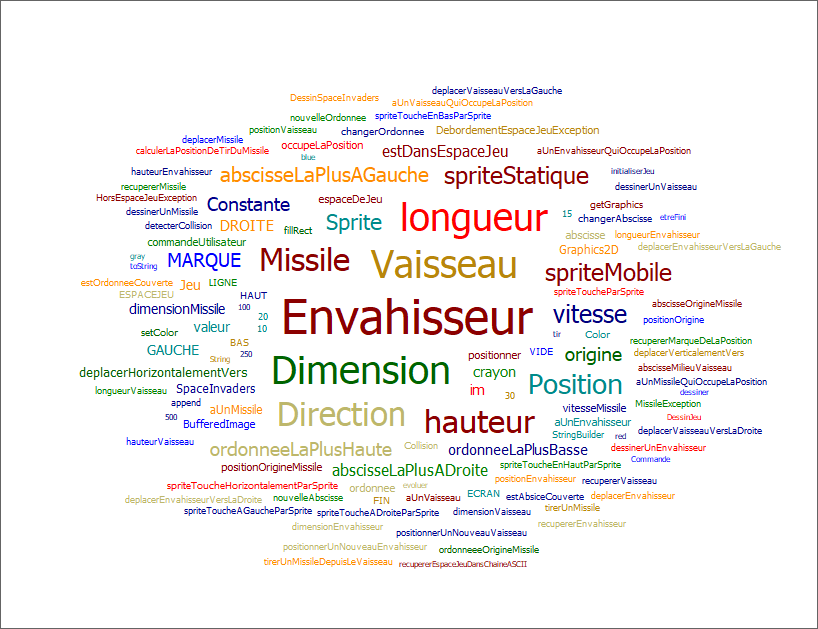 deplacerVaisseauVersLaGauche
DessinSpaceInvaders aUnVaisseauQuiOccupeLaPosition
nouvelleOrdonnee spriteToucheEnBasParSprite
positionVaisseau changerOrdonnee DebordementEspaceJeuException
deplacerMissile occupeLaPosition
calculerLaPositionDeTirDuMissile estDansEspaceJeu aUnEnvahisseurQuiOccupeLaPosition
blue
hauteurEnvahisseur abscisseLaPlusAGauche spriteStatique initialiserJeu
recupererMissile dessinerUnVaisseau
HorsEspaceJeuException Constante espaceDeJeu getGraphics
dessinerUnMissile longueur 15 changerAbscisse etreFini
detecterCollision DROITE fillRect Sprite abscisse longueurEnvahisseur
commandeUtilisateur Graphics2D deplacerEnvahisseurVersLaGauche
gray MARQUE Missile Vaisseau
toString spriteMobile
estOrdonneeCouverte Jeu LIGNE
ESPACEJEU HAUT spriteToucheParSprite
dimensionMissile 100 abscisseOrigineMissile
20 Envahisseur vitesse positionOrigine
setColor valeur 10 tir Color
BAS recupererMarqueDeLaPosition
GAUCHE 250 positionner VIDE origine deplacerVerticalementVers
String
deplacerHorizontalementVers Dimension crayon abscisseMilieuVaisseau
longueurVaisseau SpaceInvaders im 30 Position aUnMissileQuiOccupeLaPosition
dessiner
append aUnMissile vitesseMissile MissileException
500 BufferedImage Direction hauteur aUnEnvahisseur DessinJeu
StringBuilder red deplacerVaisseauVersLaDroite
hauteurVaisseau ordonneeLaPlusHaute Collision ordonneeLaPlusBasse dessinerUnEnvahisseur
Commande
positionOrigineMissile abscisseLaPlusADroite spriteToucheEnHautParSprite
positionEnvahisseur recupererVaisseau
spriteToucheHorizontalementParSprite ordonnee evoluer
deplacerEnvahisseurVersLaDroite nouvelleAbscisse FIN aUnVaisseau ECRAN estAbsiceCouverte deplacerEnvahisseur
spriteToucheAGaucheParSprite spriteToucheADroiteParSprite dimensionVaisseau tirerUnMissile
dimensionEnvahisseur positionnerUnNouveauVaisseau recupererEnvahisseur
positionnerUnNouveauEnvahisseur ordonneeeOrigineMissile
tirerUnMissileDepuisLeVaisseau recupererEspaceJeuDansChaineASCII